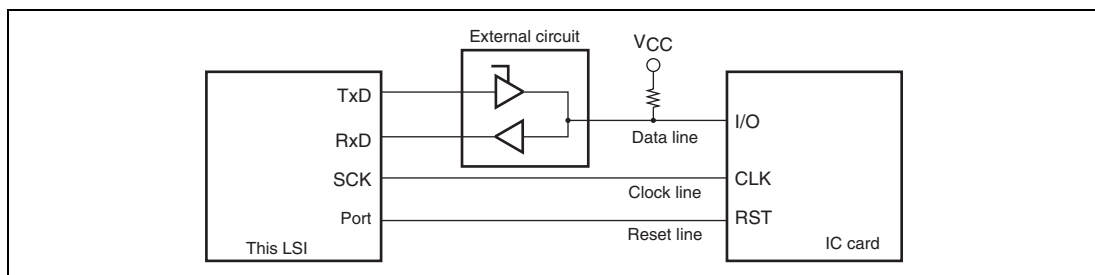 External circuit
VCC
TxD
RxD
SCK
Port
This LSI
Data line
Clock line
Reset line
I/O
CLK
RST
IC card